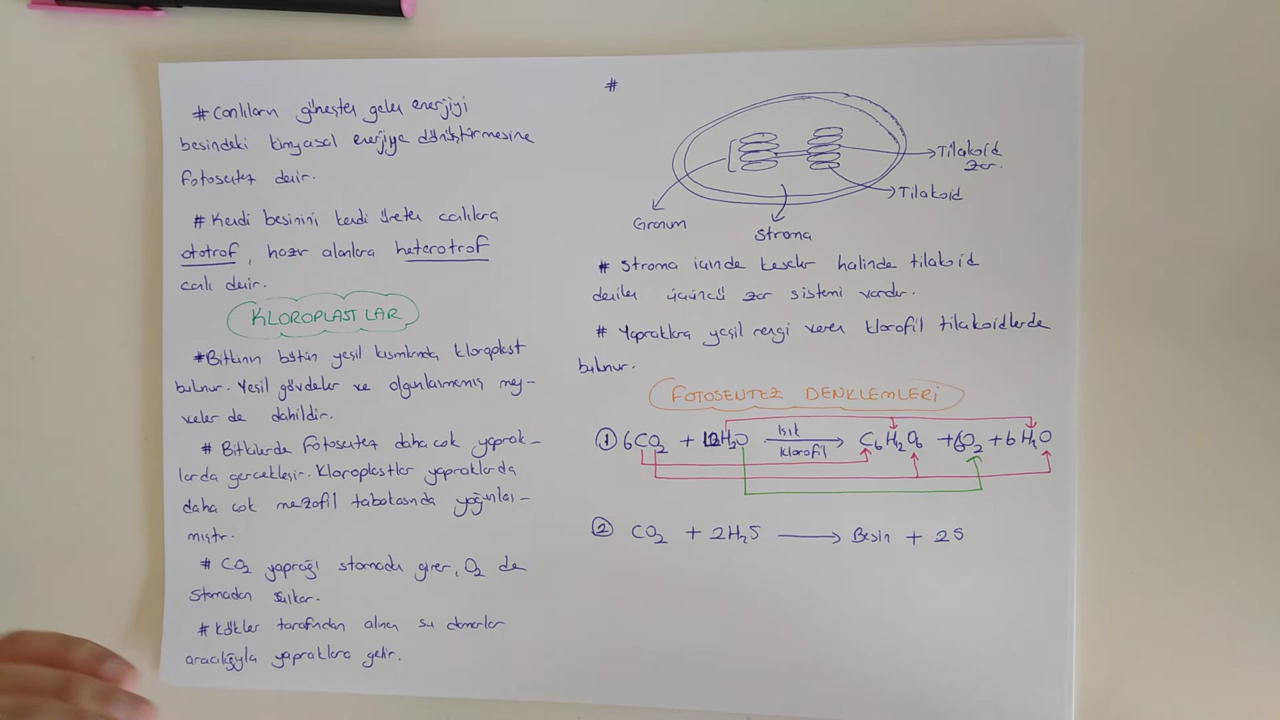 # Canlıların güneşten gelen enerjiyi
besindeki kimyasal enerjiye dönüştürmesine
fotosentez denir.
# Kendi besinini kendi üreten canlılara
ototrof, hazır alanlara heterotrof
canlı denir.
KLOROPLASTLAR
# Bitkinin bütün yeşil kısımlarında kloroplast
bulunur. Yeşil gövdeler ve olgunlaşmamış mey-
veler de dahildir.
# Bitkilerde fotosentez daha çok yaprak-
larda gerçekleşir. Kloroplastlar yapraklarda
daha çok mezofil tabakasında yoğunlaş-
mıştır.
# CO₂ yaprağı stomadan girer, O₂ de
stomadan çıkar.
# Kökler tarafından alınan su damarlar
aracılığıyla yapraklara gelir.
#
Tilakoid
zar.
Tilakoid
Granum
Stroma
# Stroma içinde keseler halinde tilakoid
denilen üçüncü zar sistemi vardır.
# Yapraklara yeşil rengi veren klorofil tilakoidlerde
bulunur.
FOTOSENTEZ DENKLEMLERİ
① 6CO₂ + 12H₂O Işık Klorofil → C₆H₁₂O₆ + 6O₂ + 6H₂O
② CO₂ + 2H₂S → Besin + 2S